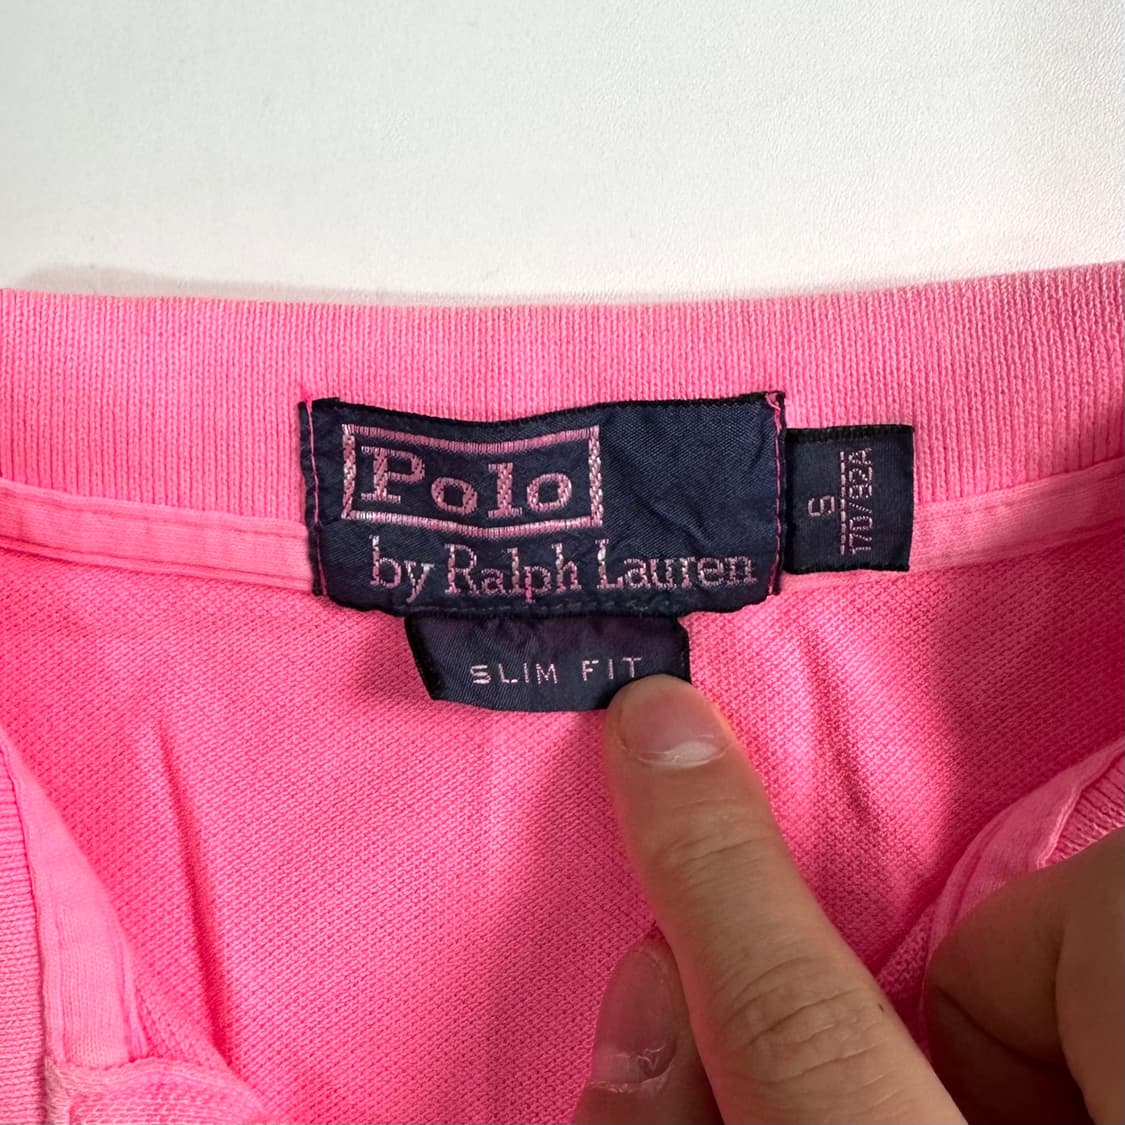 Polo
by Ralph Lauren
S
170/92A
SLIM FIT